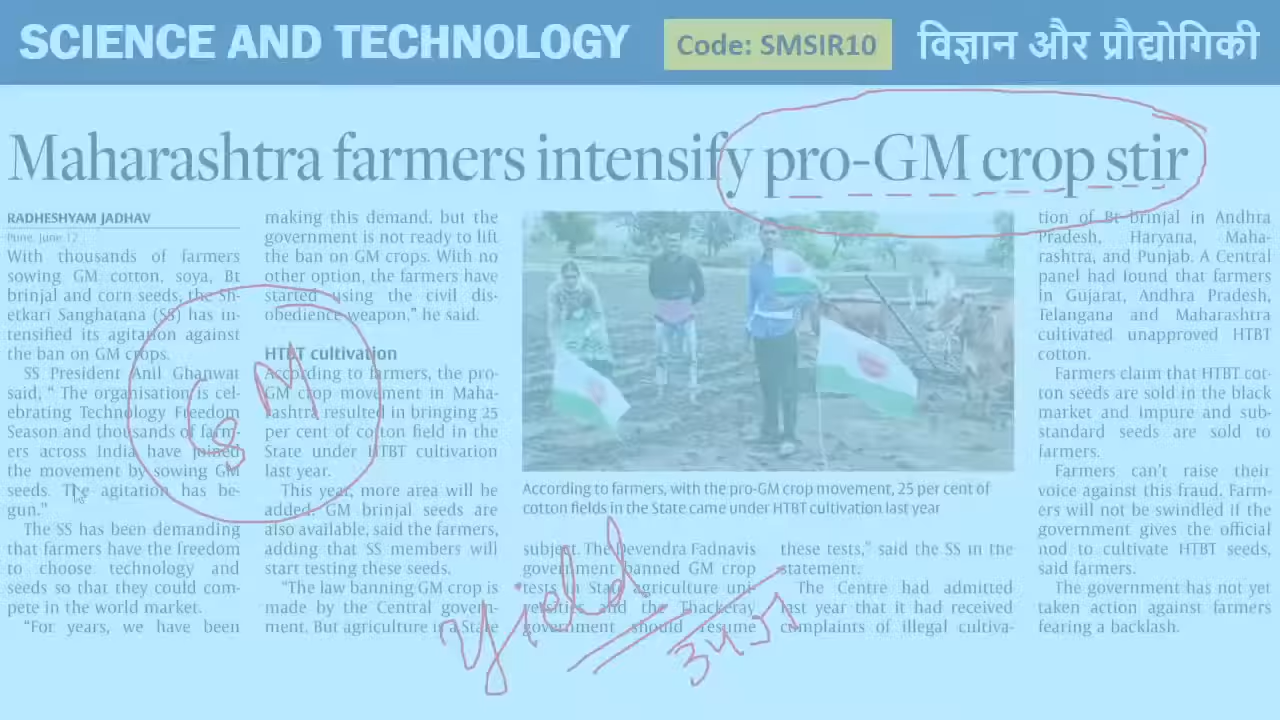 SCIENCE AND TECHNOLOGY
Code: SMSIR10
विज्ञान और प्रौद्योगिकी
Maharashtra farmers intensify pro-GM crop stir
RADHESHYAM JADHAV
Pune, June 12
With thousands of farmers
sowing GM cotton, soya, Bt
brinjal and corn seeds, the Sh-
etkari Sanghatana (SS) has in-
tensified its agitation against
the ban on GM crops.
SS President Anil Ghanwat
said, “ The organisation is cel-
ebrating Technology Freedom
Season and thousands of farm-
ers across India have joined
the movement by sowing GM
seeds. The agitation has be-
gun.”
The SS has been demanding
that farmers have the freedom
to choose technology and
seeds so that they could com-
pete in the world market.
“For years, we have been
making this demand, but the
government is not ready to lift
the ban on GM crops. With no
other option, the farmers have
started using the civil dis-
obedience weapon,” he said.
HTBT cultivation
According to farmers, the pro-
GM crop movement in Maha-
rashtra resulted in bringing 25
per cent of cotton field in the
State under HTBT cultivation
last year.
This year, more area will be
added. GM brinjal seeds are
also available, said the farmers,
adding that SS members will
start testing these seeds.
“The law banning GM crop is
made by the Central govern-
ment. But agriculture is a State
According to farmers, with the pro-GM crop movement, 25 per cent of
cotton fields in the State came under HTBT cultivation last year
subject. The Devendra Fadnavis
government banned GM crop
tests in State agriculture uni-
versities and the Thackeray
government should resume
these tests,” said the SS in the
statement.
The Centre had admitted
last year that it had received
complaints of illegal cultiva-
tion of Bt brinjal in Andhra
Pradesh, Haryana, Maha-
rashtra, and Punjab. A Central
panel had found that farmers
in Gujarat, Andhra Pradesh,
Telangana and Maharashtra
cultivated unapproved HTBT
cotton.
Farmers claim that HTBT cot-
ton seeds are sold in the black
market and impure and sub-
standard seeds are sold to
farmers.
Farmers can’t raise their
voice against this fraud. Farm-
ers will not be swindled if the
government gives the official
nod to cultivate HTBT seeds,
said farmers.
The government has not yet
taken action against farmers
fearing a backlash.
GM
Yield
उपज